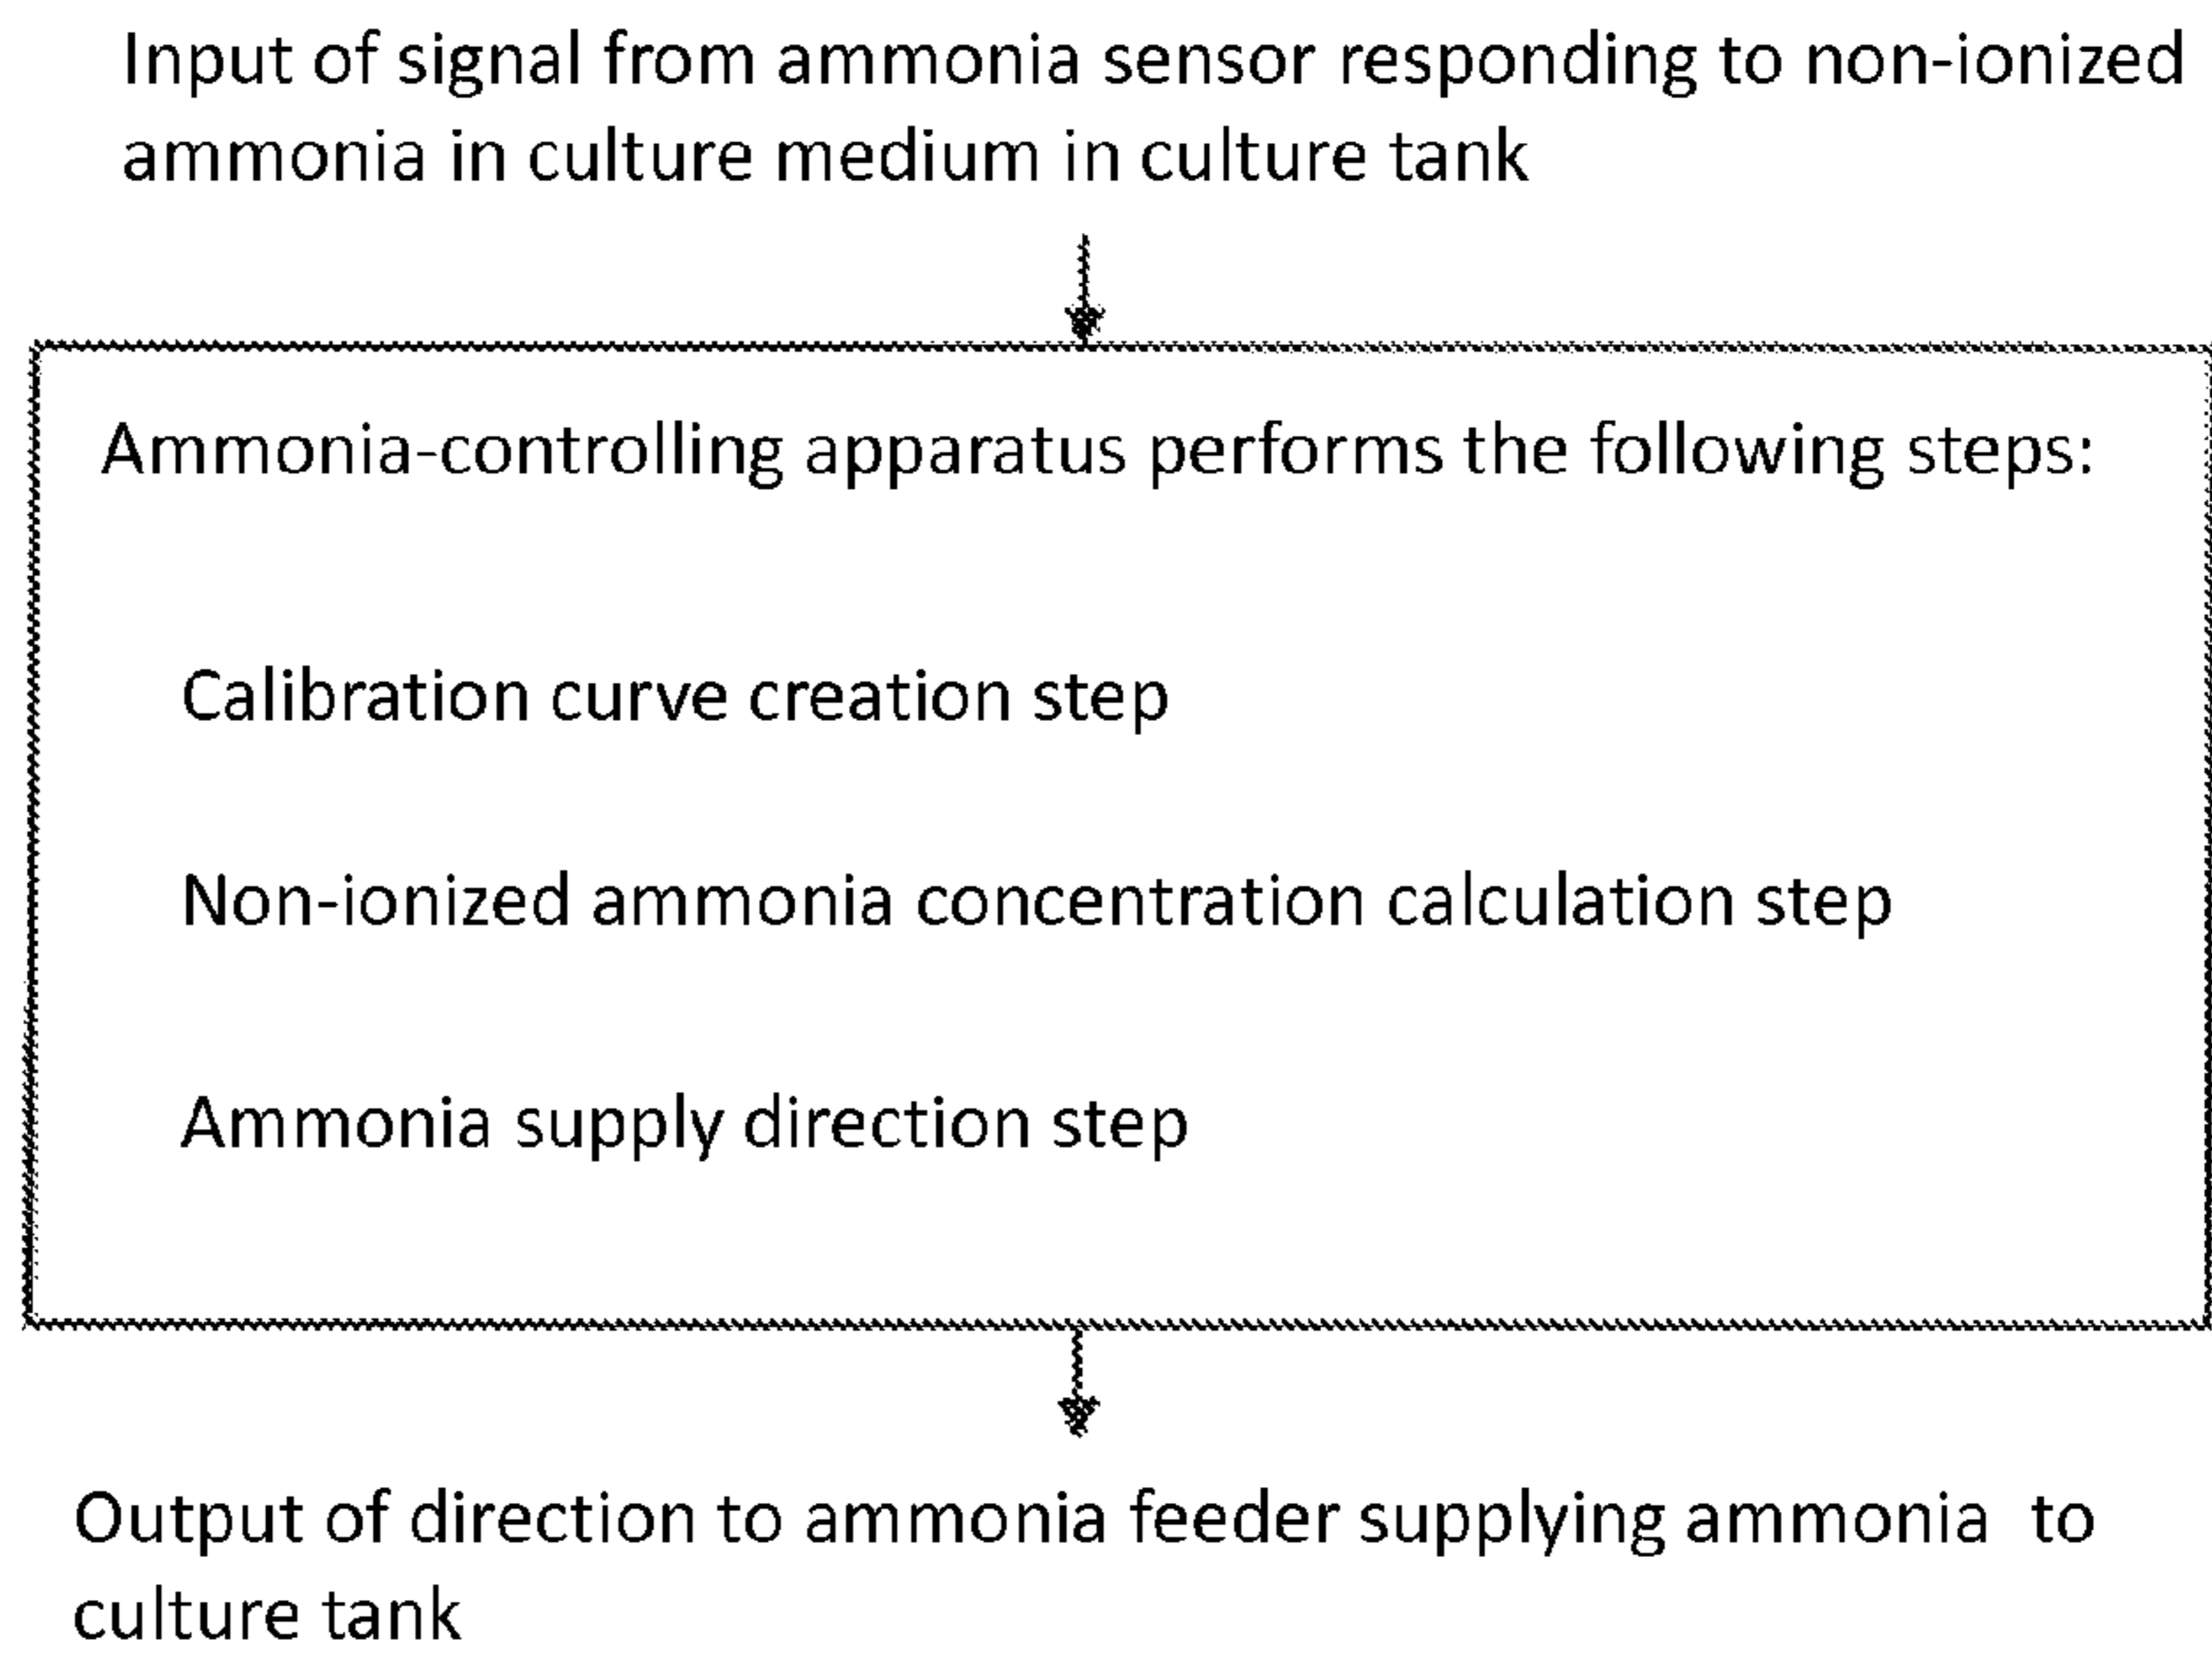 Input of signal from ammonia sensor responding to non-ionized
ammonia in culture medium in culture tank
Ammonia-controlling apparatus performs the following steps:
Calibration curve creation step
Non-ionized ammonia concentration calculation step
Ammonia supply direction step
Output of direction to ammonia feeder supplying ammonia to
culture tank